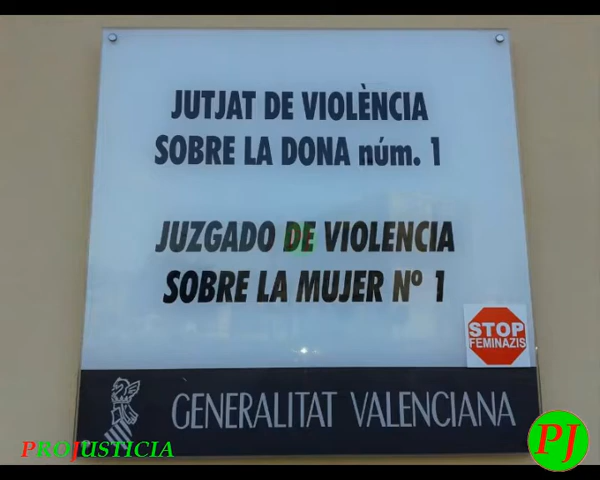 JUTJAT DE VIOLÈNCIA
SOBRE LA DONA núm. 1
JUZGADO DE VIOLENCIA
SOBRE LA MUJER Nº 1
STOP
FEMINAZIS
GENERALITAT VALENCIANA
PROJUSTICIA
PJ